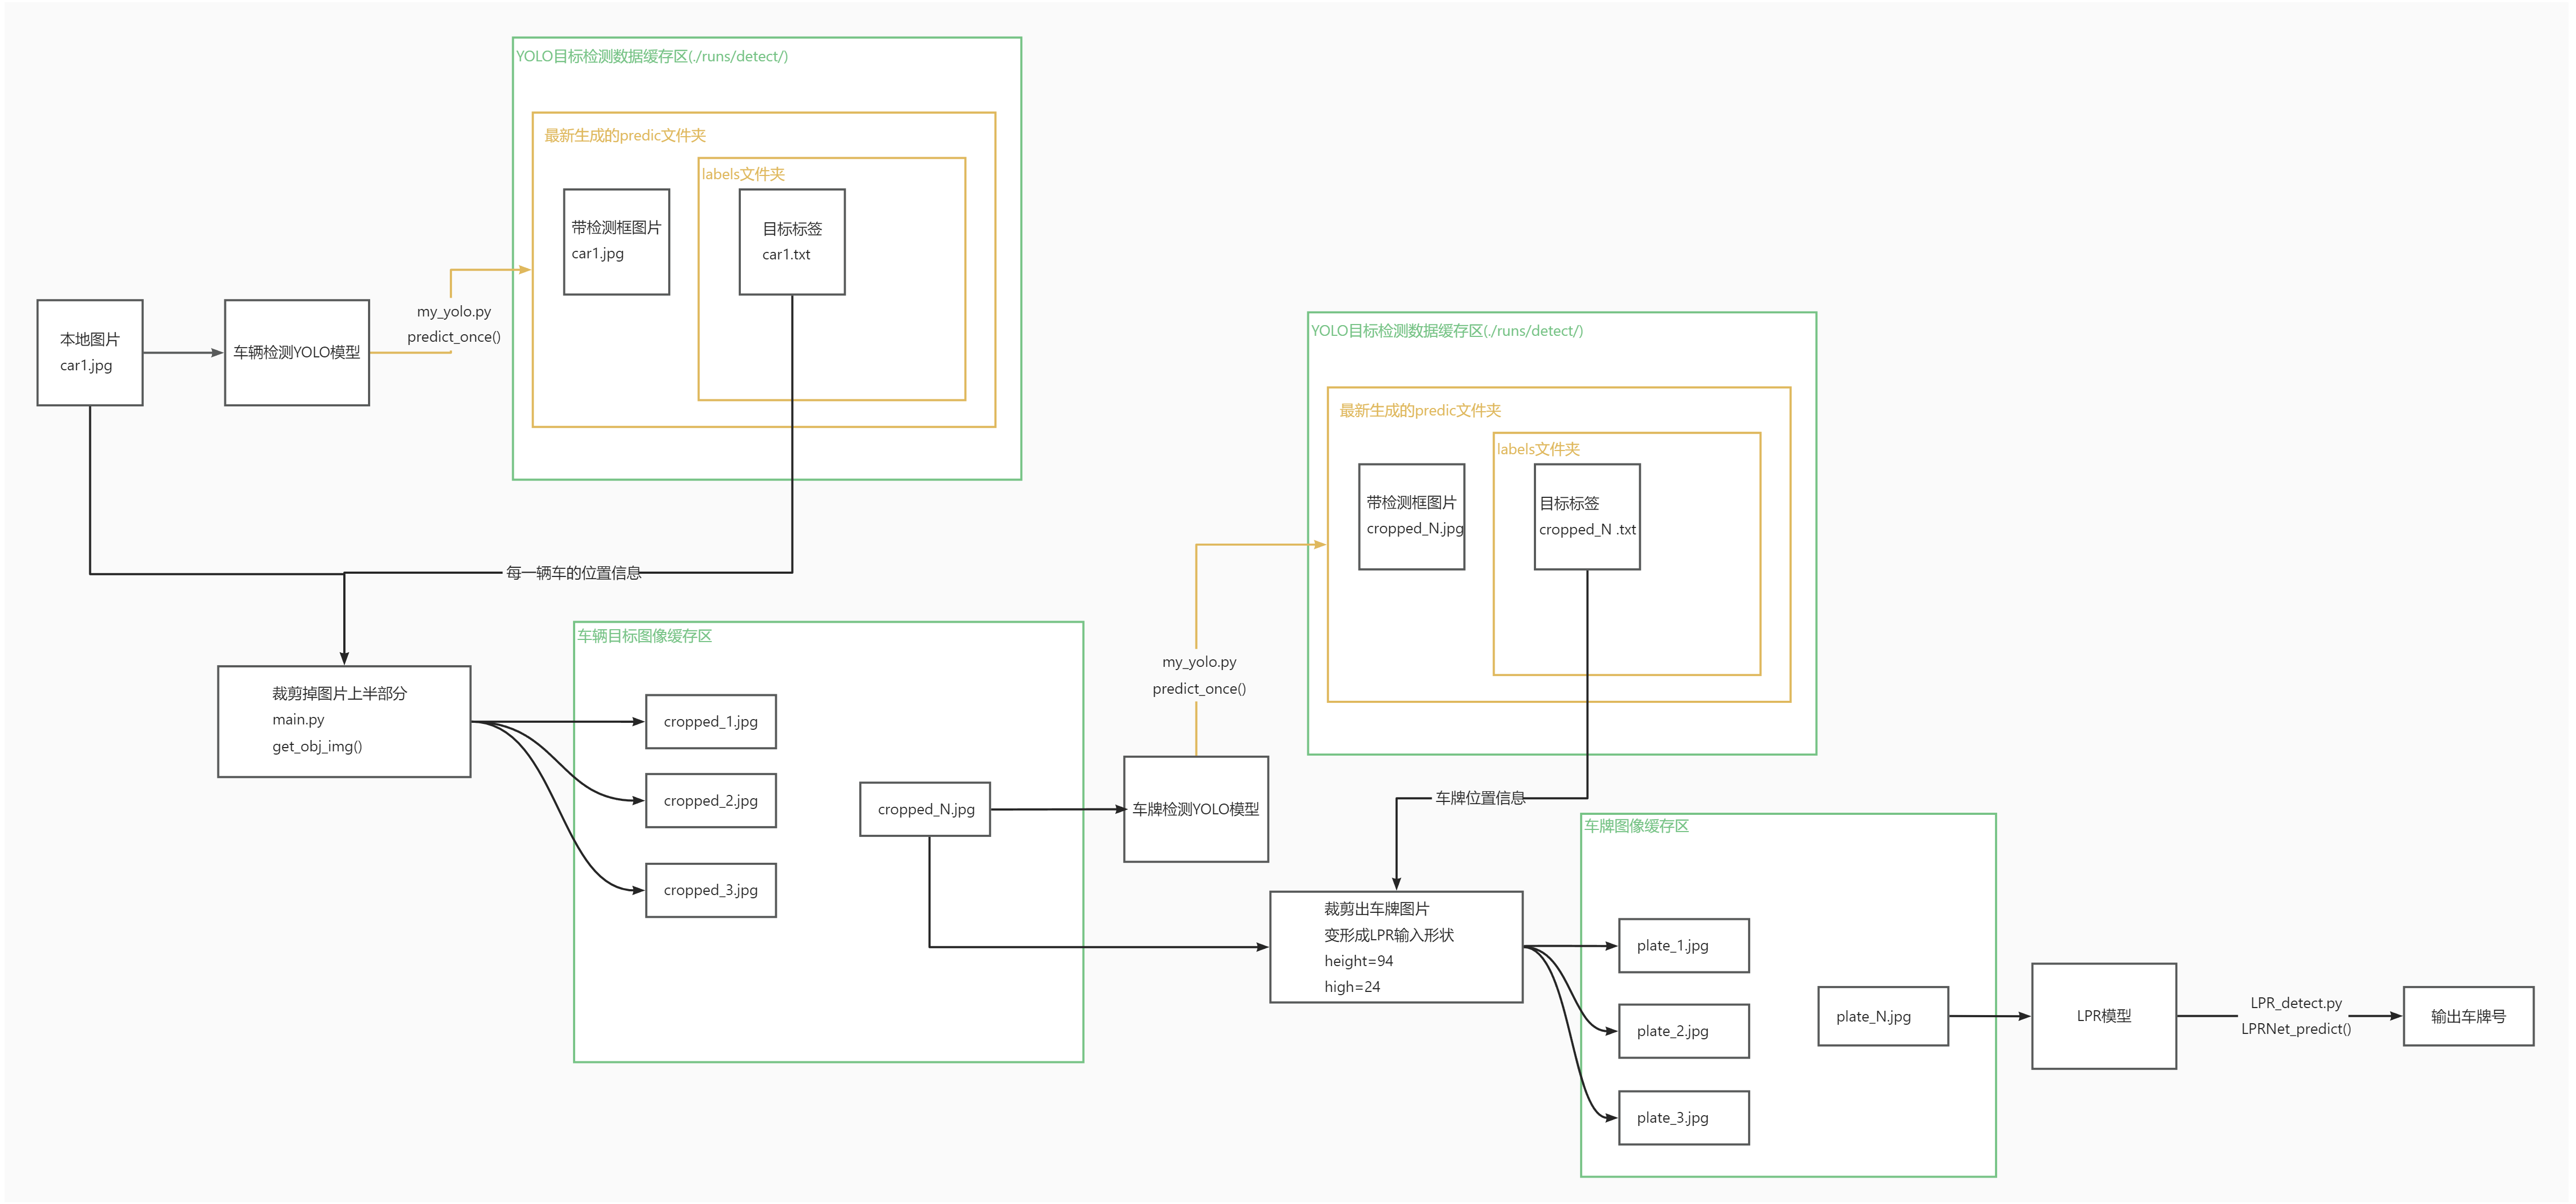 YOLO目标检测数据缓存区(./runs/detect/)
最新生成的predic文件夹
labels文件夹
带检测框图片
car1.jpg
目标标签
car1.txt
本地图片
car1.jpg
车辆检测YOLO模型
my_yolo.py
predict_once()
每一辆车的位置信息
裁剪掉图片上半部分
main.py
get_obj_img()
车辆目标图像缓存区
cropped_1.jpg
cropped_2.jpg
cropped_3.jpg
cropped_N.jpg
车牌检测YOLO模型
my_yolo.py
predict_once()
YOLO目标检测数据缓存区(./runs/detect/)
最新生成的predic文件夹
labels文件夹
带检测框图片
cropped_N.jpg
目标标签
cropped_N .txt
车牌位置信息
裁剪出车牌图片
变形成LPR输入形状
height=94
high=24
车牌图像缓存区
plate_1.jpg
plate_2.jpg
plate_3.jpg
plate_N.jpg
LPR模型
LPR_detect.py
LPRNet_predict()
输出车牌号